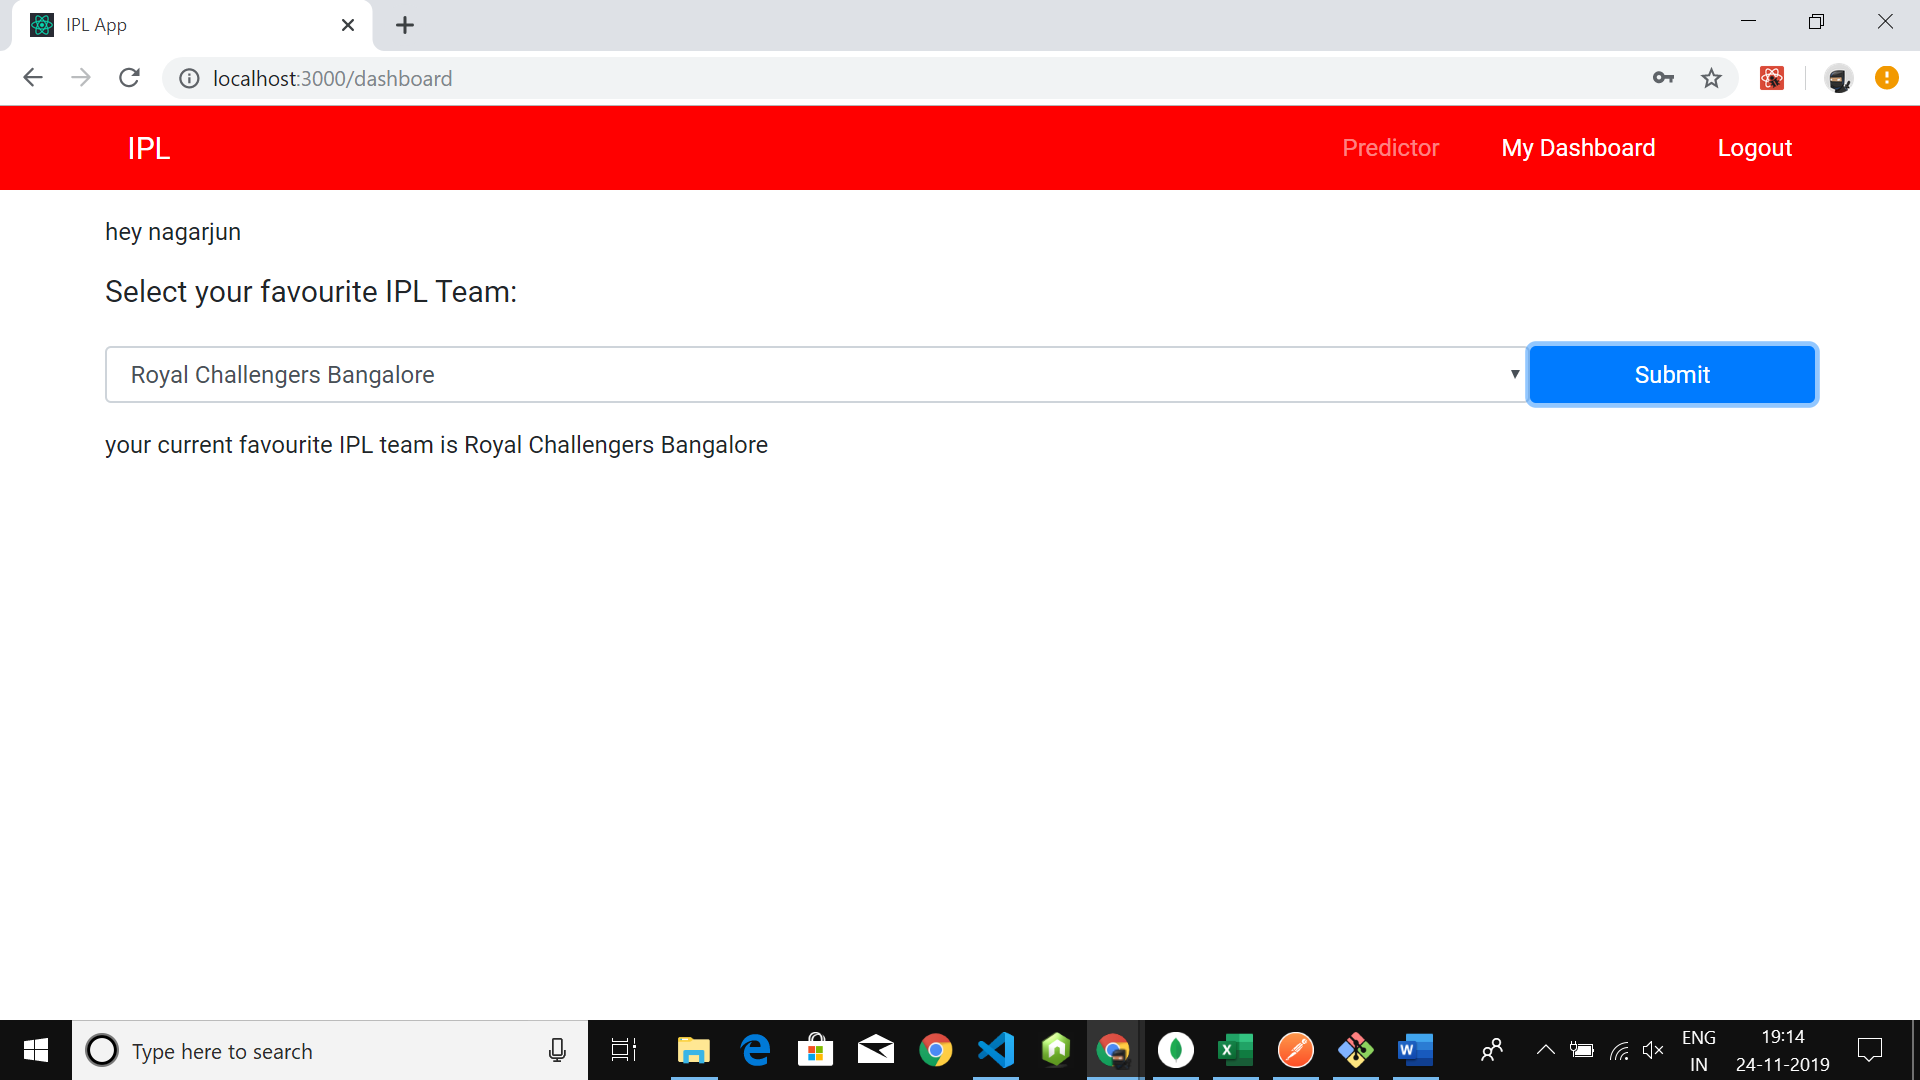 IPL App
localhost:3000/dashboard
IPL
Predictor
My Dashboard
Logout
hey nagarjun
Select your favourite IPL Team:
Royal Challengers Bangalore
Submit
your current favourite IPL team is Royal Challengers Bangalore
Type here to search
ENG
IN
19:14
24-11-2019